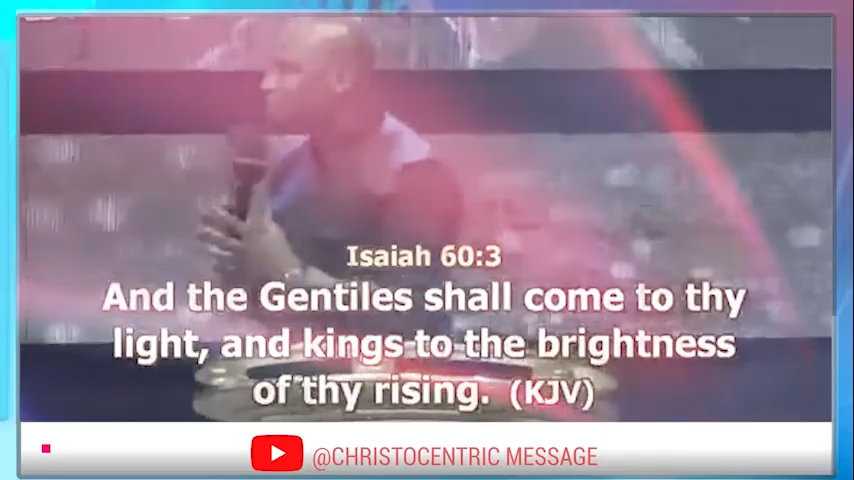 Isaiah 60:3
And the Gentiles shall come to thy
light, and kings to the brightness
of thy rising. (KJV)
@CHRISTOCENTRIC MESSAGE